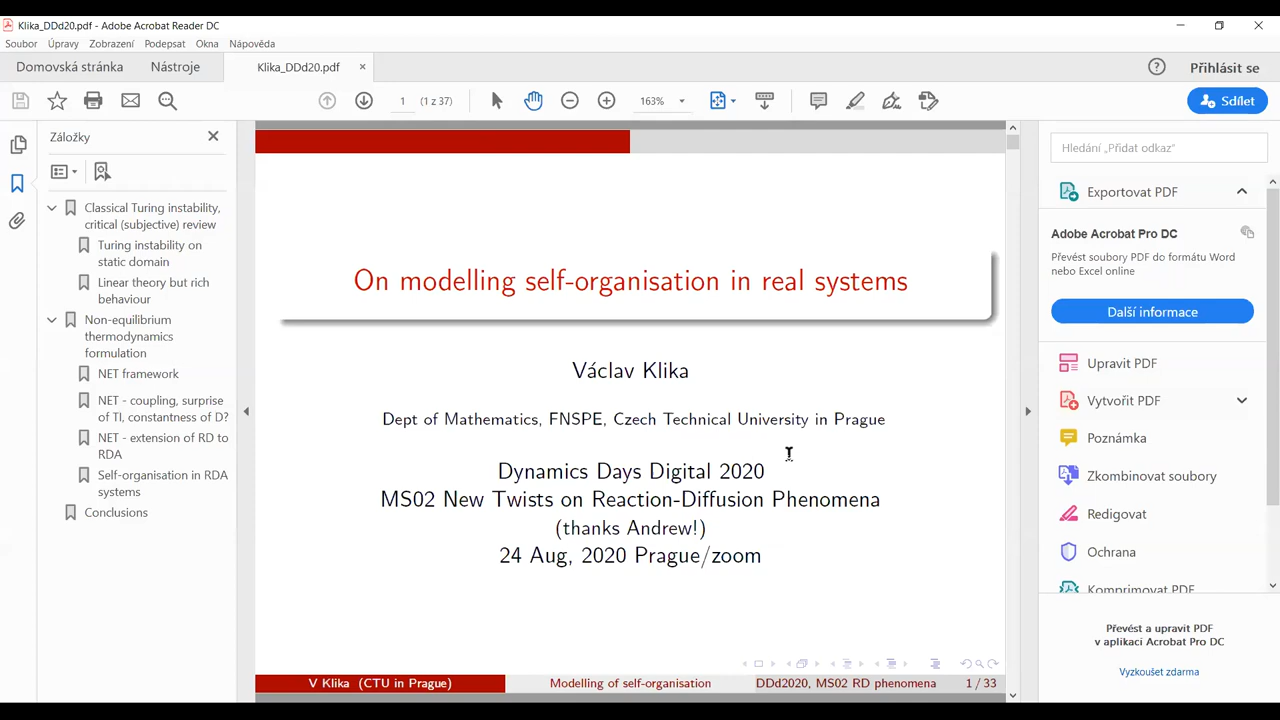 Klika_DDd20.pdf - Adobe Acrobat Reader DC
Soubor Úpravy Zobrazení Podepsat Okna Nápověda
Domovská stránka Nástroje Klika_DDd20.pdf × Přihlásit se
1 (1 z 37) 163% Sdílet
Záložky
Classical Turing instability,
critical (subjective) review
Turing instability on
static domain
Linear theory but rich
behaviour
Non-equilibrium
thermodynamics
formulation
NET framework
NET - coupling, surprise
of TI, constantness of D?
NET - extension of RD to
RDA
Self-organisation in RDA
systems
Conclusions
On modelling self-organisation in real systems
Václav Klika
Dept of Mathematics, FNSPE, Czech Technical University in Prague
Dynamics Days Digital 2020
MS02 New Twists on Reaction-Diffusion Phenomena
(thanks Andrew!)
24 Aug, 2020 Prague/zoom
V Klika (CTU in Prague) Modelling of self-organisation DDd2020, MS02 RD phenomena 1 / 33
Hledání „Přidat odkaz"
Exportovat PDF
Adobe Acrobat Pro DC
Převést soubory PDF do formátu Word
nebo Excel online
Další informace
Upravit PDF
Vytvořit PDF
Poznámka
Zkombinovat soubory
Redigovat
Ochrana
Komprimovat PDF
Převést a upravit PDF
v aplikaci Acrobat Pro DC
Vyzkoušet zdarma